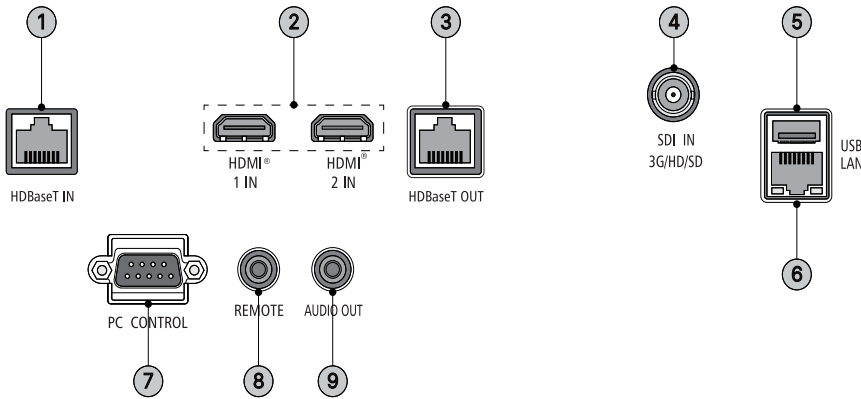 1
2
3
4
5
HDBaseT IN
HDMI®
1 IN
HDMI®
2 IN
HDBaseT OUT
SDI IN
3G/HD/SD
USB
LAN
6
PC CONTROL
REMOTE
AUDIO OUT
7
8
9